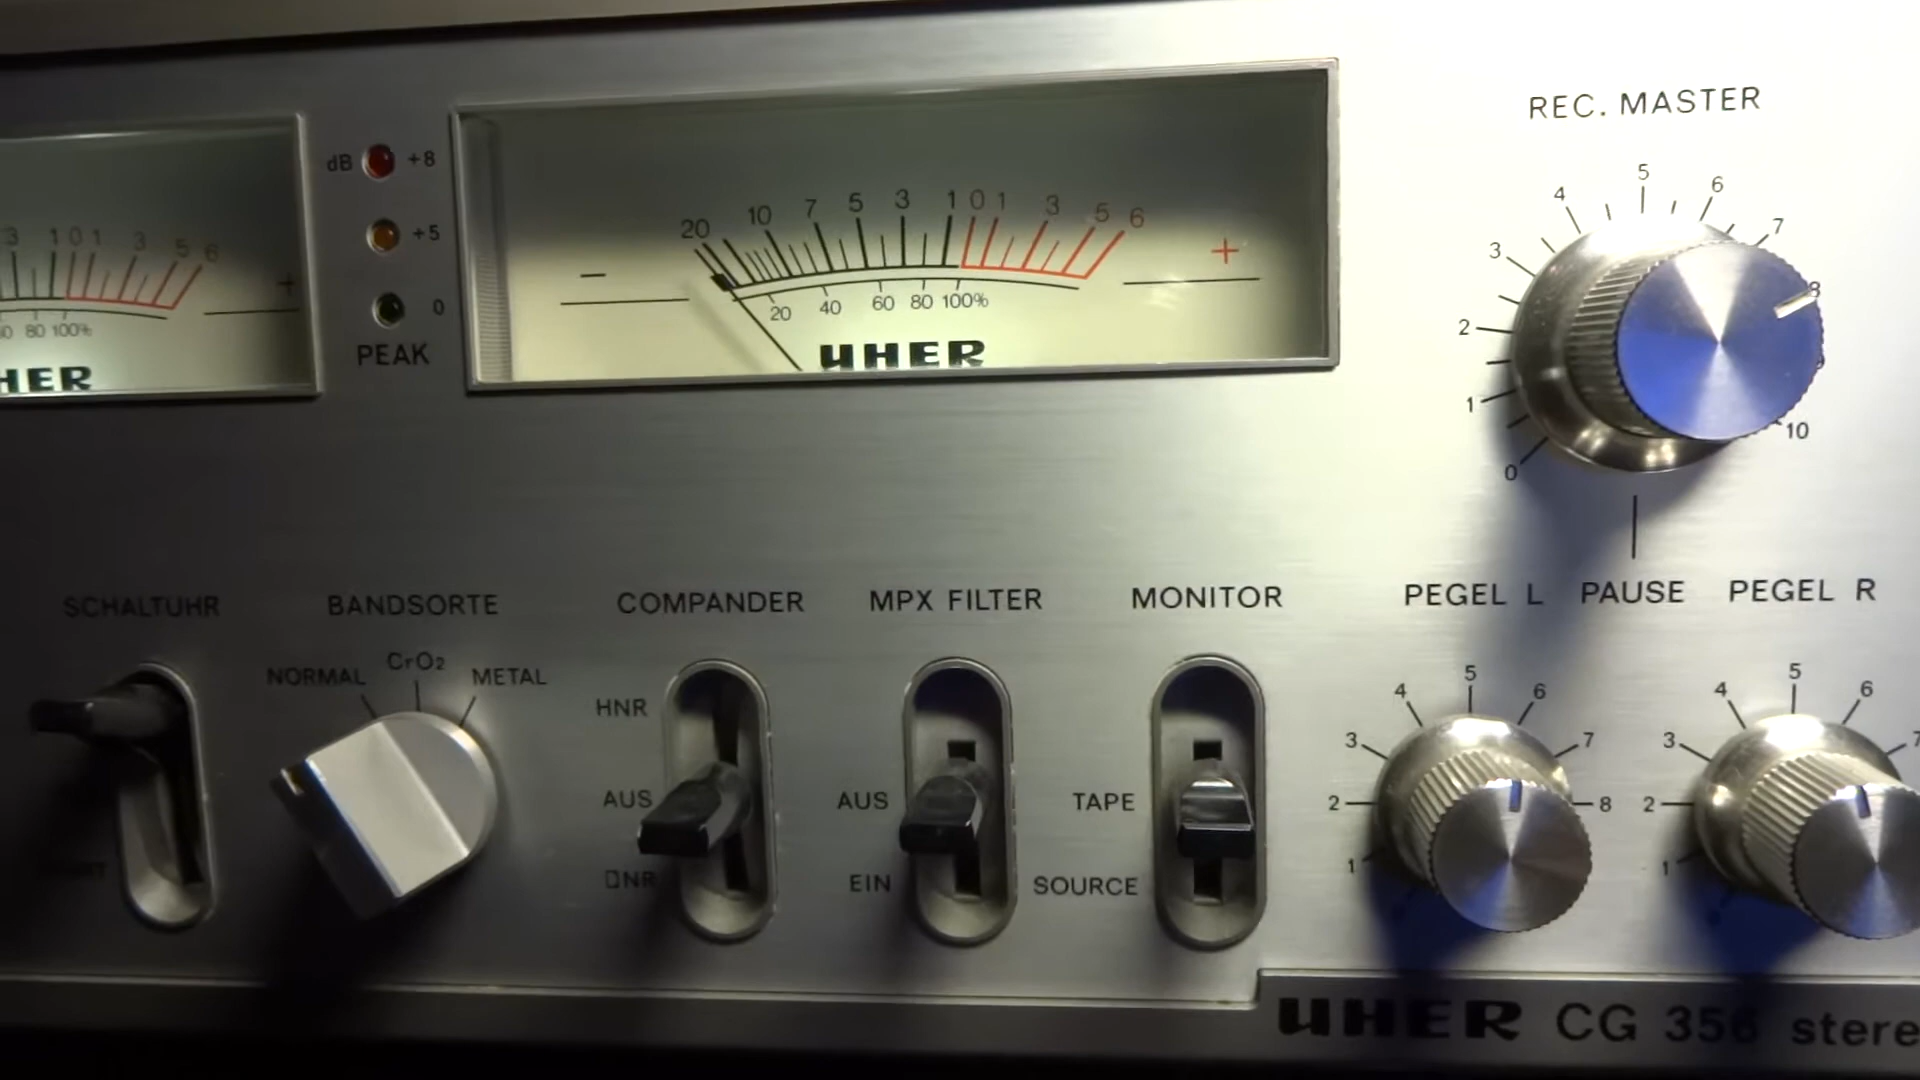 REC. MASTER
dB +8
+5
0
PEAK
3 1 0 1 3 5 6
+
80 100%
HER
20 10 7 5 3 1 0 1 3 5 6
− +
20 40 60 80 100%
UHER
0 1 2 3 4 5 6 7 8 10
SCHALTUHR
BANDSORTE
COMPANDER
MPX FILTER
MONITOR
PEGEL L
PAUSE
PEGEL R
NORMAL CrO2 METAL
HNR
AUS
DNR
AUS
EIN
TAPE
SOURCE
1 2 3 4 5 6 7 8
1 2 3 4 5 6 7
UHER CG 356 stere